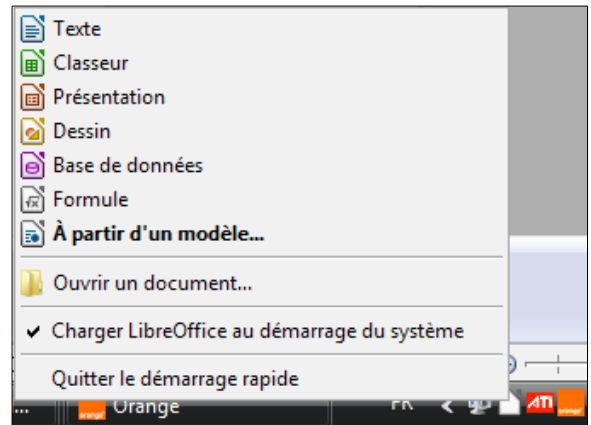 Texte
Classeur
Présentation
Dessin
Base de données
Formule
À partir d'un modèle...
Ouvrir un document...
Charger LibreOffice au démarrage du système
Quitter le démarrage rapide
... orange Orange FR ATI